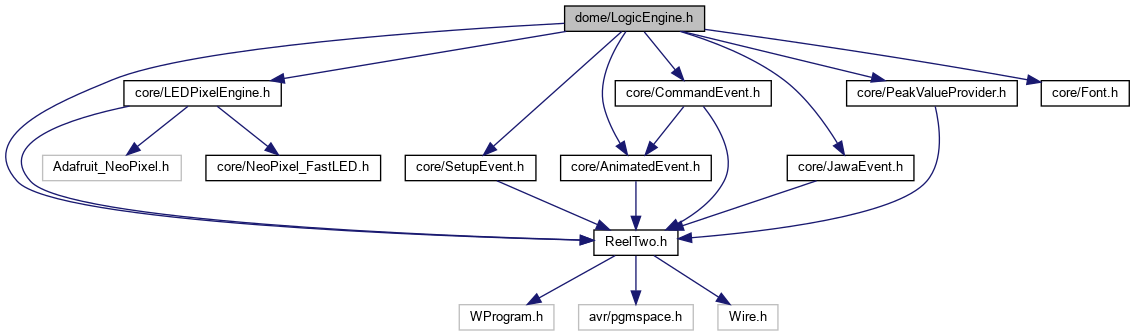 dome/LogicEngine.h
core/LEDPixelEngine.h
core/CommandEvent.h
core/PeakValueProvider.h
core/Font.h
Adafruit_NeoPixel.h
core/NeoPixel_FastLED.h
core/SetupEvent.h
core/AnimatedEvent.h
core/JawaEvent.h
ReelTwo.h
WProgram.h
avr/pgmspace.h
Wire.h